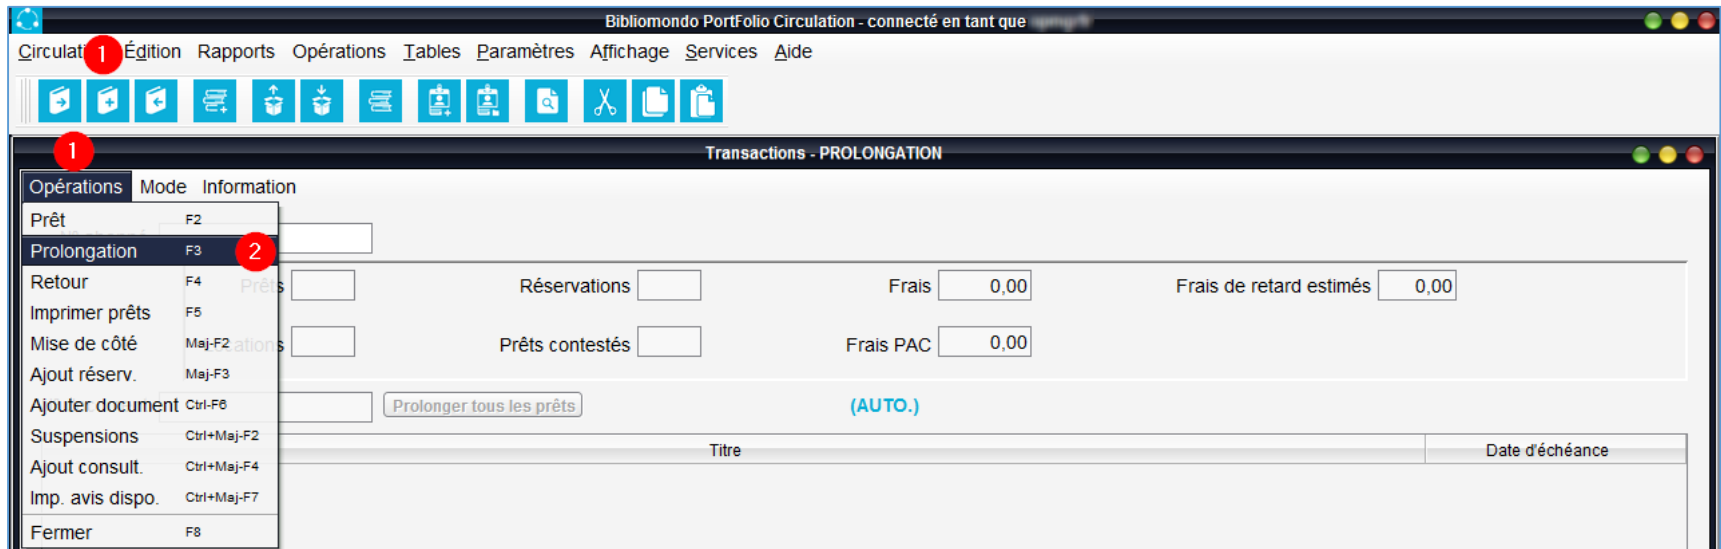 Bibliomondo PortFolio Circulation - connecté en tant que
1
Édition Rapports Opérations Tables Paramètres Affichage Services Aide
1
Transactions - PROLONGATION
Opérations Mode Information
Prêt F2
Prolongation F3 2
Retour F4 Prêts Réservations Frais 0,00 Frais de retard estimés 0,00
Imprimer prêts F5
Mise de côté Maj-F2 Prêts contestés Frais PAC 0,00
Ajout réserv. Maj-F3
Ajouter document Ctrl-F6 Prolonger tous les prêts (AUTO.)
Suspensions Ctrl+Maj-F2
Titre Date d'échéance
Ajout consult. Ctrl+Maj-F4
Imp. avis dispo. Ctrl+Maj-F7
Fermer F8